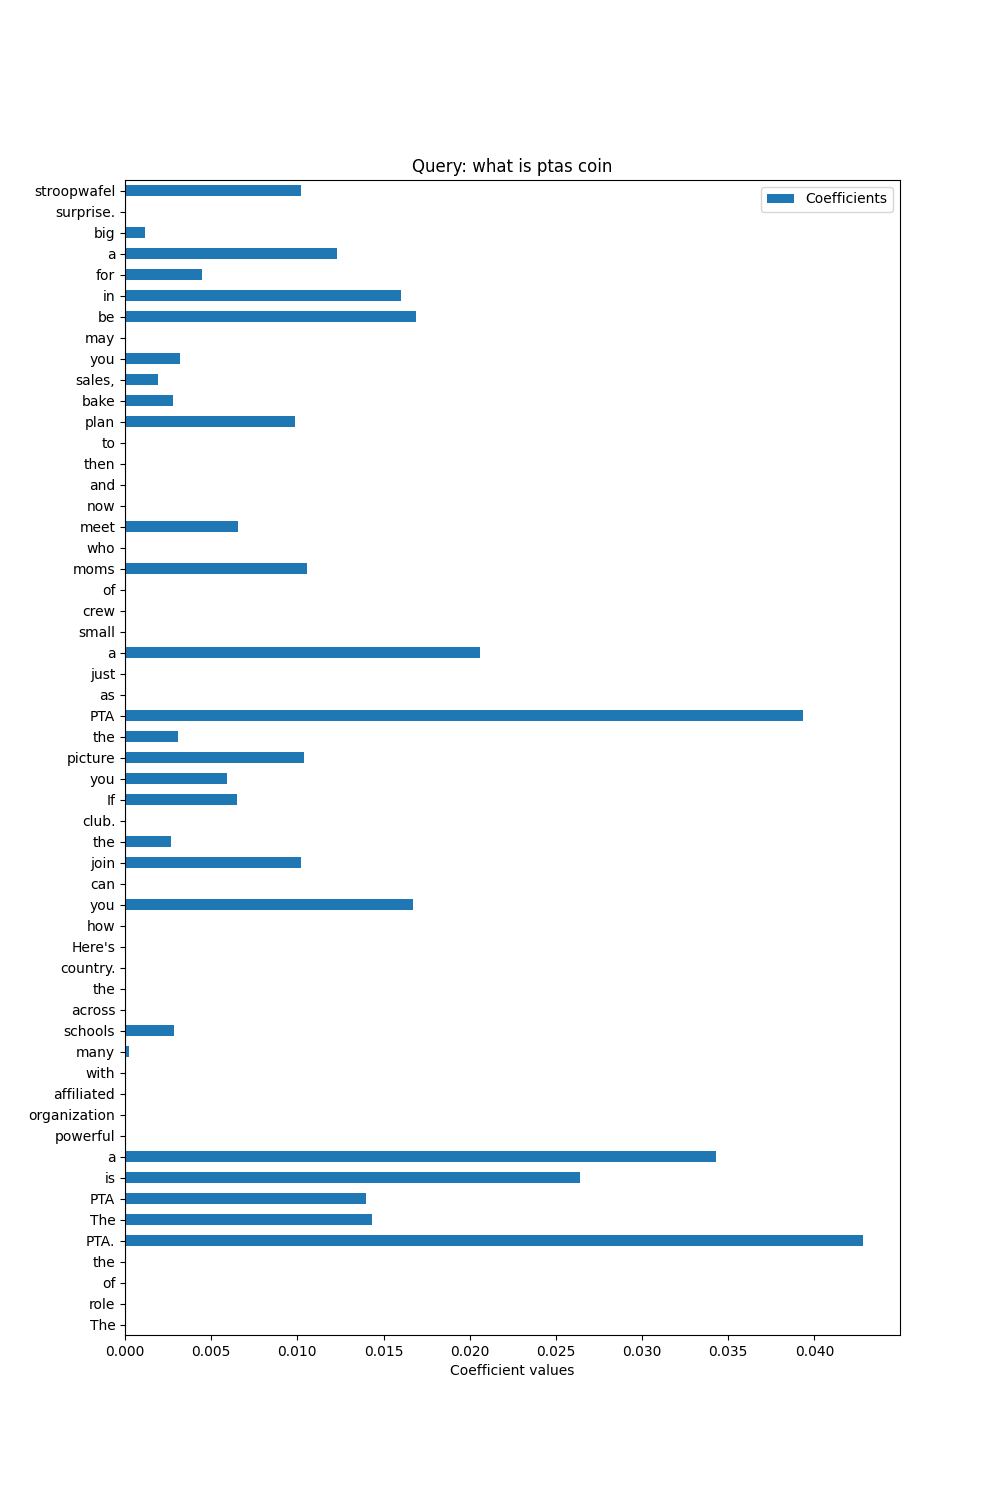 Query: what is ptas coin
Coefficients
stroopwafel
surprise.
big
a
for
in
be
may
you
sales,
bake
plan
to
then
and
now
meet
who
moms
of
crew
small
a
just
as
PTA
the
picture
you
If
club.
the
join
can
you
how
Here's
country.
the
across
schools
many
with
affiliated
organization
powerful
a
is
PTA
The
PTA.
the
of
role
The
0.000 0.005 0.010 0.015 0.020 0.025 0.030 0.035 0.040
Coefficient values